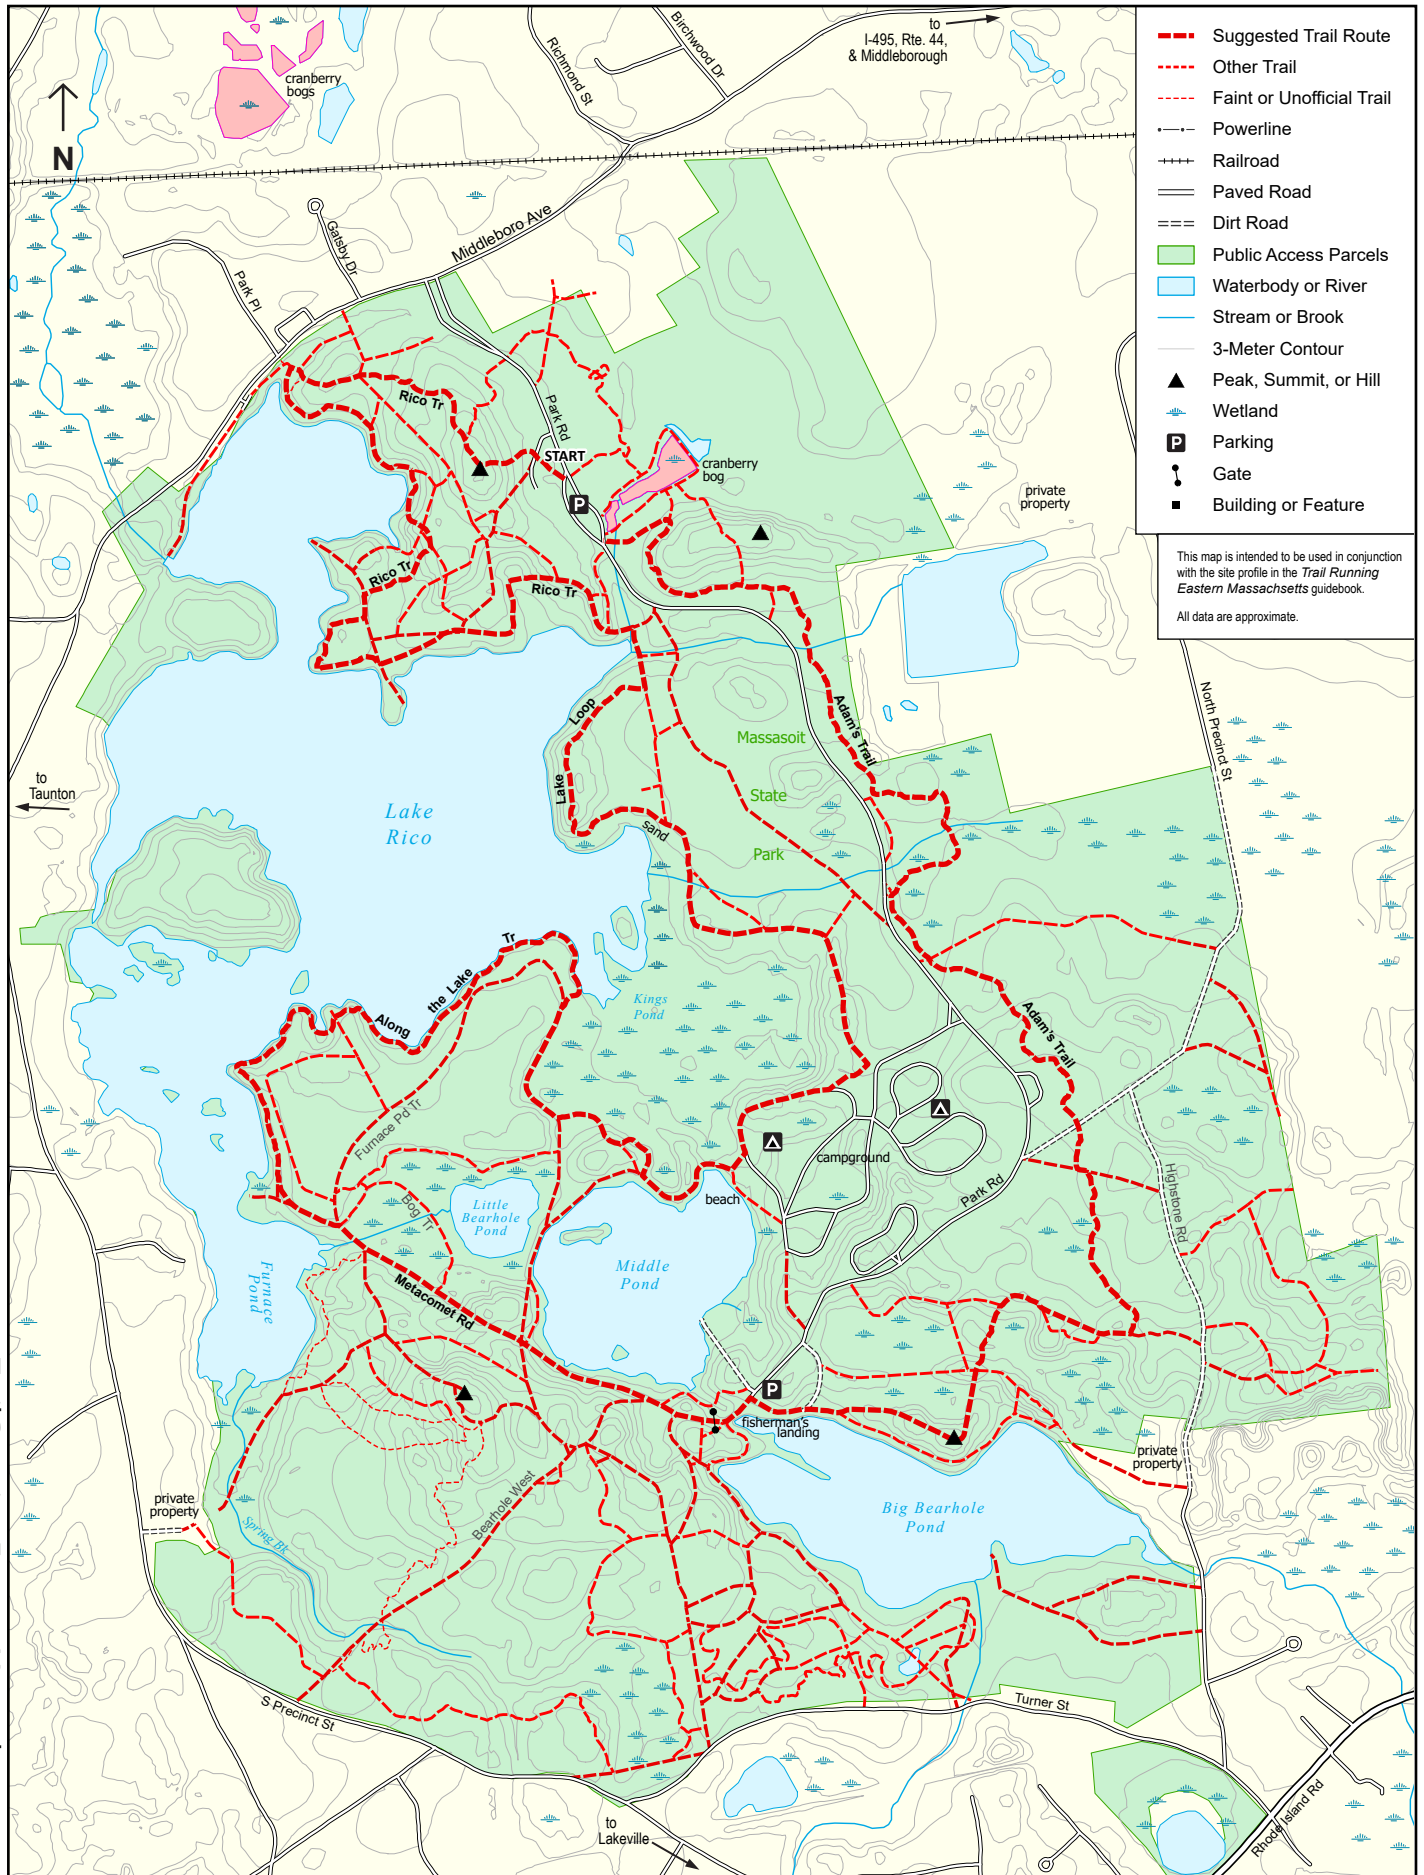 to
I-495, Rte. 44,
& Middleborough
Birchwood Dr
Richmond St
cranberry
bogs
N
Middleboro Ave
Gatsby Dr
Park Pl
Suggested Trail Route
Other Trail
Faint or Unofficial Trail
Powerline
Railroad
Paved Road
Dirt Road
Public Access Parcels
Waterbody or River
Stream or Brook
3-Meter Contour
Peak, Summit, or Hill
Wetland
P Parking
Gate
Building or Feature
This map is intended to be used in conjunction
with the site profile in the Trail Running
Eastern Massachsetts guidebook.
All data are approximate.
Rico Tr
Park Rd
START
P
cranberry
bog
private
property
Rico Tr
Rico Tr
North Precinct St
Loop
Lake
Adam's Trail
Massasoit
State
Park
to
Taunton
Lake
Rico
sand
Along
the Lake
Tr
Kings
Pond
Adam's Trail
Furnace Pd Tr
campground
Park Rd
Highstone Rd
beach
Bog Tr
Little
Bearhole
Pond
Middle
Pond
Furnace
Pond
Metacomet Rd
P
fisherman's
landing
private
property
Big Bearhole
Pond
private
property
Spring Bk
Bearhole West
S Precinct St
Turner St
to
Lakeville
Rhode Island Rd